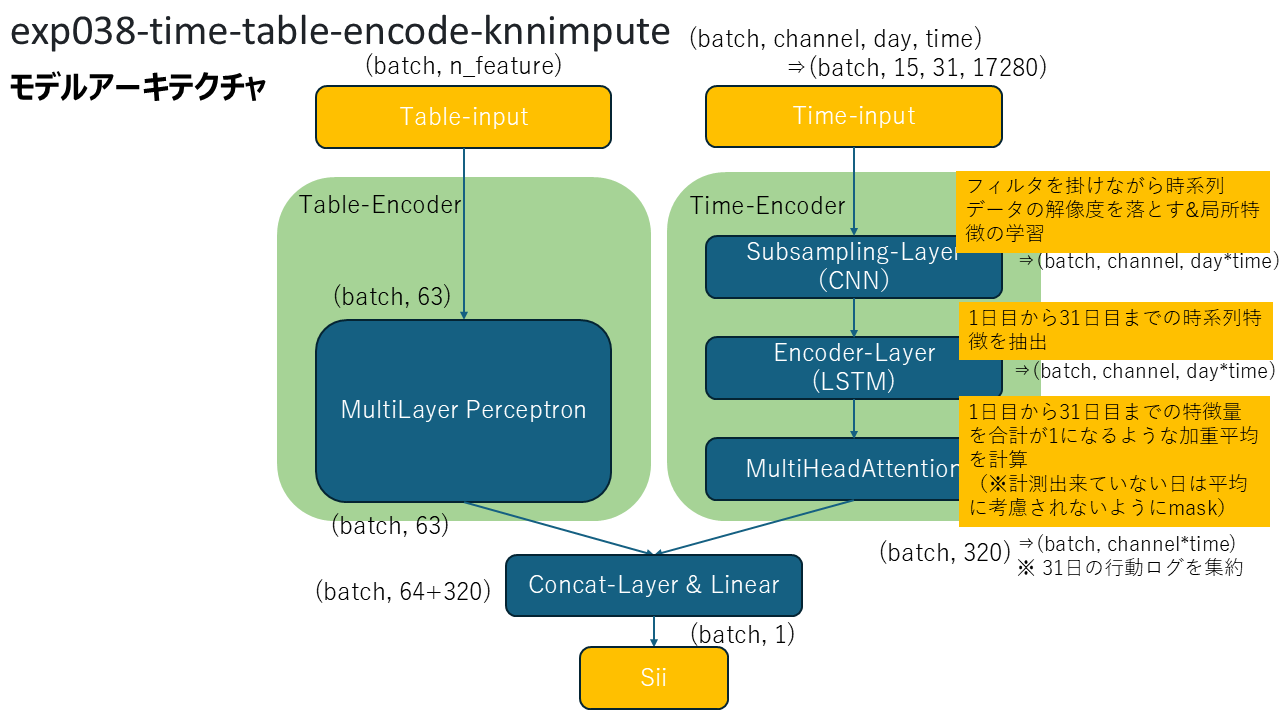 exp038-time-table-encode-knnimpute
モデルアーキテクチャ
(batch, n_feature)
(batch, channel, day, time)
⇒(batch, 15, 31, 17280)
Table-input
Time-input
Table-Encoder
Time-Encoder
フィルタを掛けながら時系列
データの解像度を落とす&局所特
徴の学習
Subsampling-Layer
(CNN)
⇒(batch, channel, day*time)
(batch, 63)
1日目から31日目までの時系列特
徴を抽出
Encoder-Layer
(LSTM)
⇒(batch, channel, day*time)
MultiLayer Perceptron
1日目から31日目までの特徴量
を合計が1になるような加重平均
を計算
（※計測出来ていない日は平均
に考慮されないようにmask）
MultiHeadAttention
(batch, 63)
(batch, 320)
⇒(batch, channel*time)
※ 31日の行動ログを集約
(batch, 64+320)
Concat-Layer & Linear
(batch, 1)
Sii